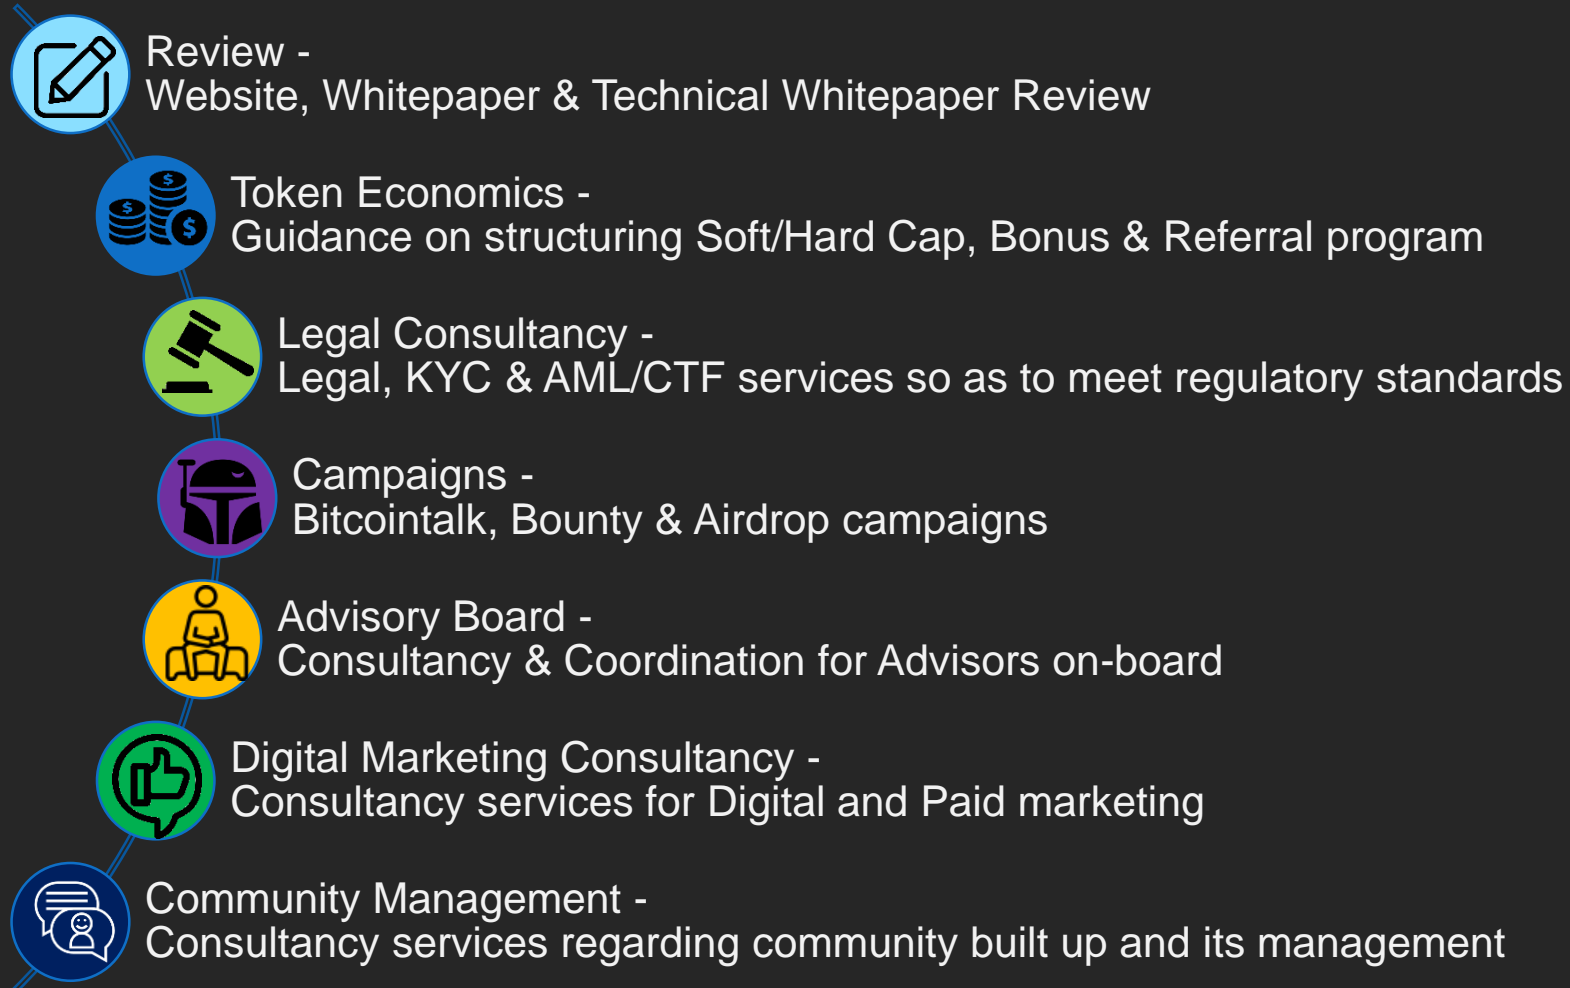 Review -
Website, Whitepaper & Technical Whitepaper Review
Token Economics -
Guidance on structuring Soft/Hard Cap, Bonus & Referral program
Legal Consultancy -
Legal, KYC & AML/CTF services so as to meet regulatory standards
Campaigns -
Bitcointalk, Bounty & Airdrop campaigns
Advisory Board -
Consultancy & Coordination for Advisors on-board
Digital Marketing Consultancy -
Consultancy services for Digital and Paid marketing
Community Management -
Consultancy services regarding community built up and its management